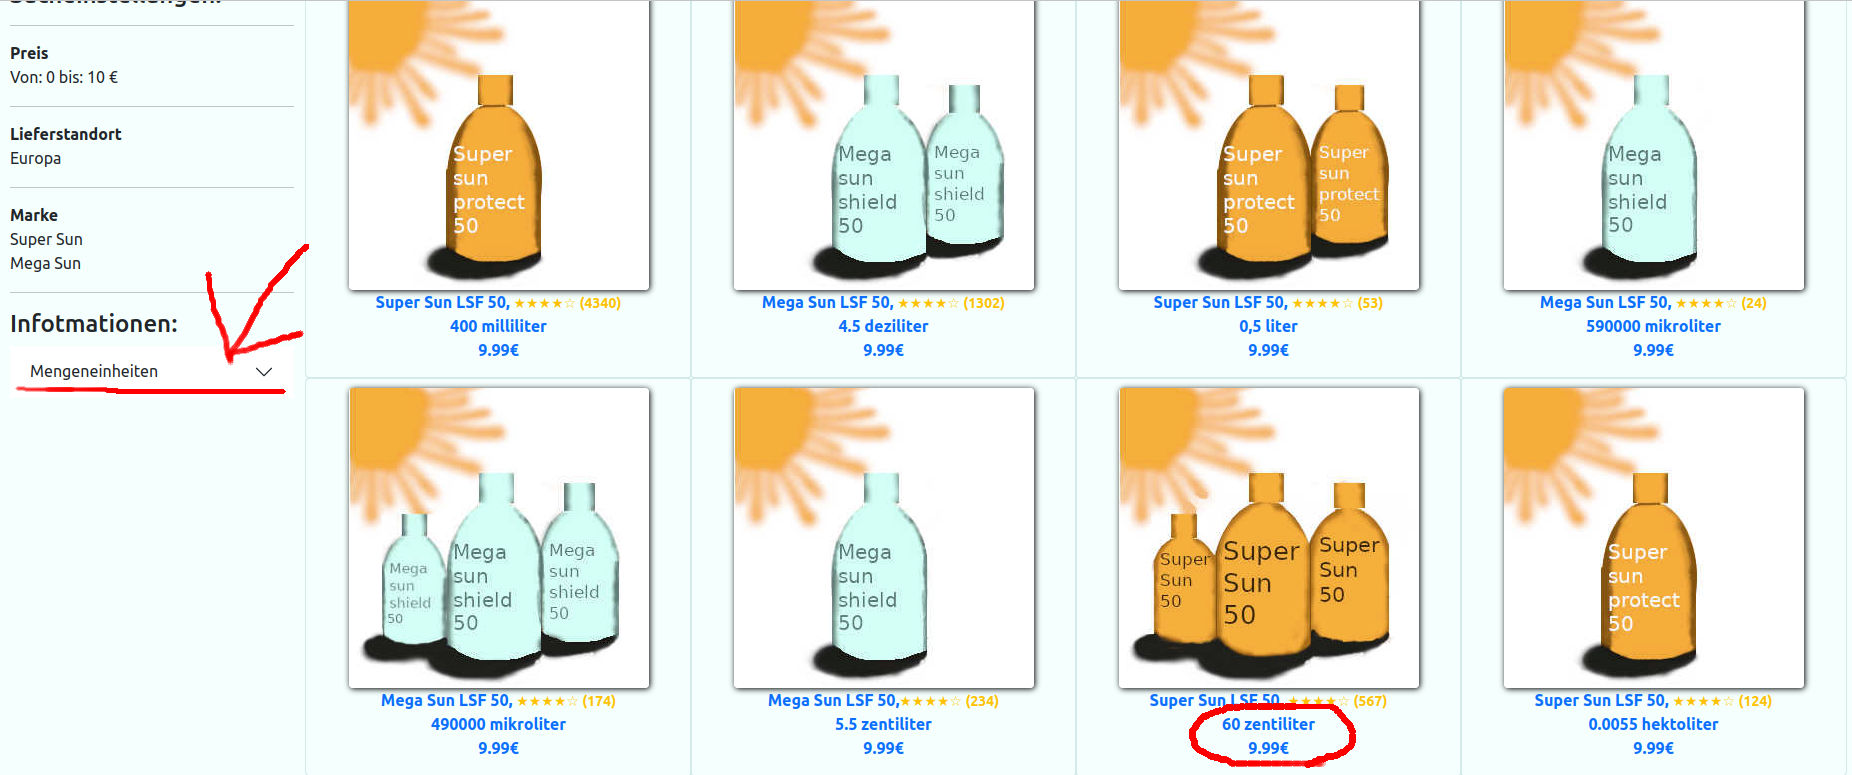 Preis
Von: 0 bis: 10 €
Lieferstandort
Europa
Marke
Super Sun
Mega Sun
Infotmationen:
Mengeneinheiten
Super
sun
protect
50
Super Sun LSF 50, ★★★★☆ (4340)
400 milliliter
9.99€
Mega
sun
shield
50
Mega
sun
shield
50
Mega Sun LSF 50, ★★★★☆ (1302)
4.5 deziliter
9.99€
Super
sun
protect
50
Super
sun
protect
50
Super Sun LSF 50, ★★★★☆ (53)
0,5 liter
9.99€
Mega
sun
shield
50
Mega Sun LSF 50, ★★★★☆ (24)
590000 mikroliter
9.99€
Mega
sun
shield
50
Mega
sun
shield
50
Mega
sun
shield
50
Mega Sun LSF 50, ★★★★☆ (174)
490000 mikroliter
9.99€
Mega
sun
shield
50
Mega Sun LSF 50,★★★★☆ (234)
5.5 zentiliter
9.99€
Super
Sun
50
Super
Sun
50
Super
Sun
50
Super Sun LSF 50, ★★★★☆ (567)
60 zentiliter
9.99€
Super
sun
protect
50
Super Sun LSF 50, ★★★★☆ (124)
0.0055 hektoliter
9.99€